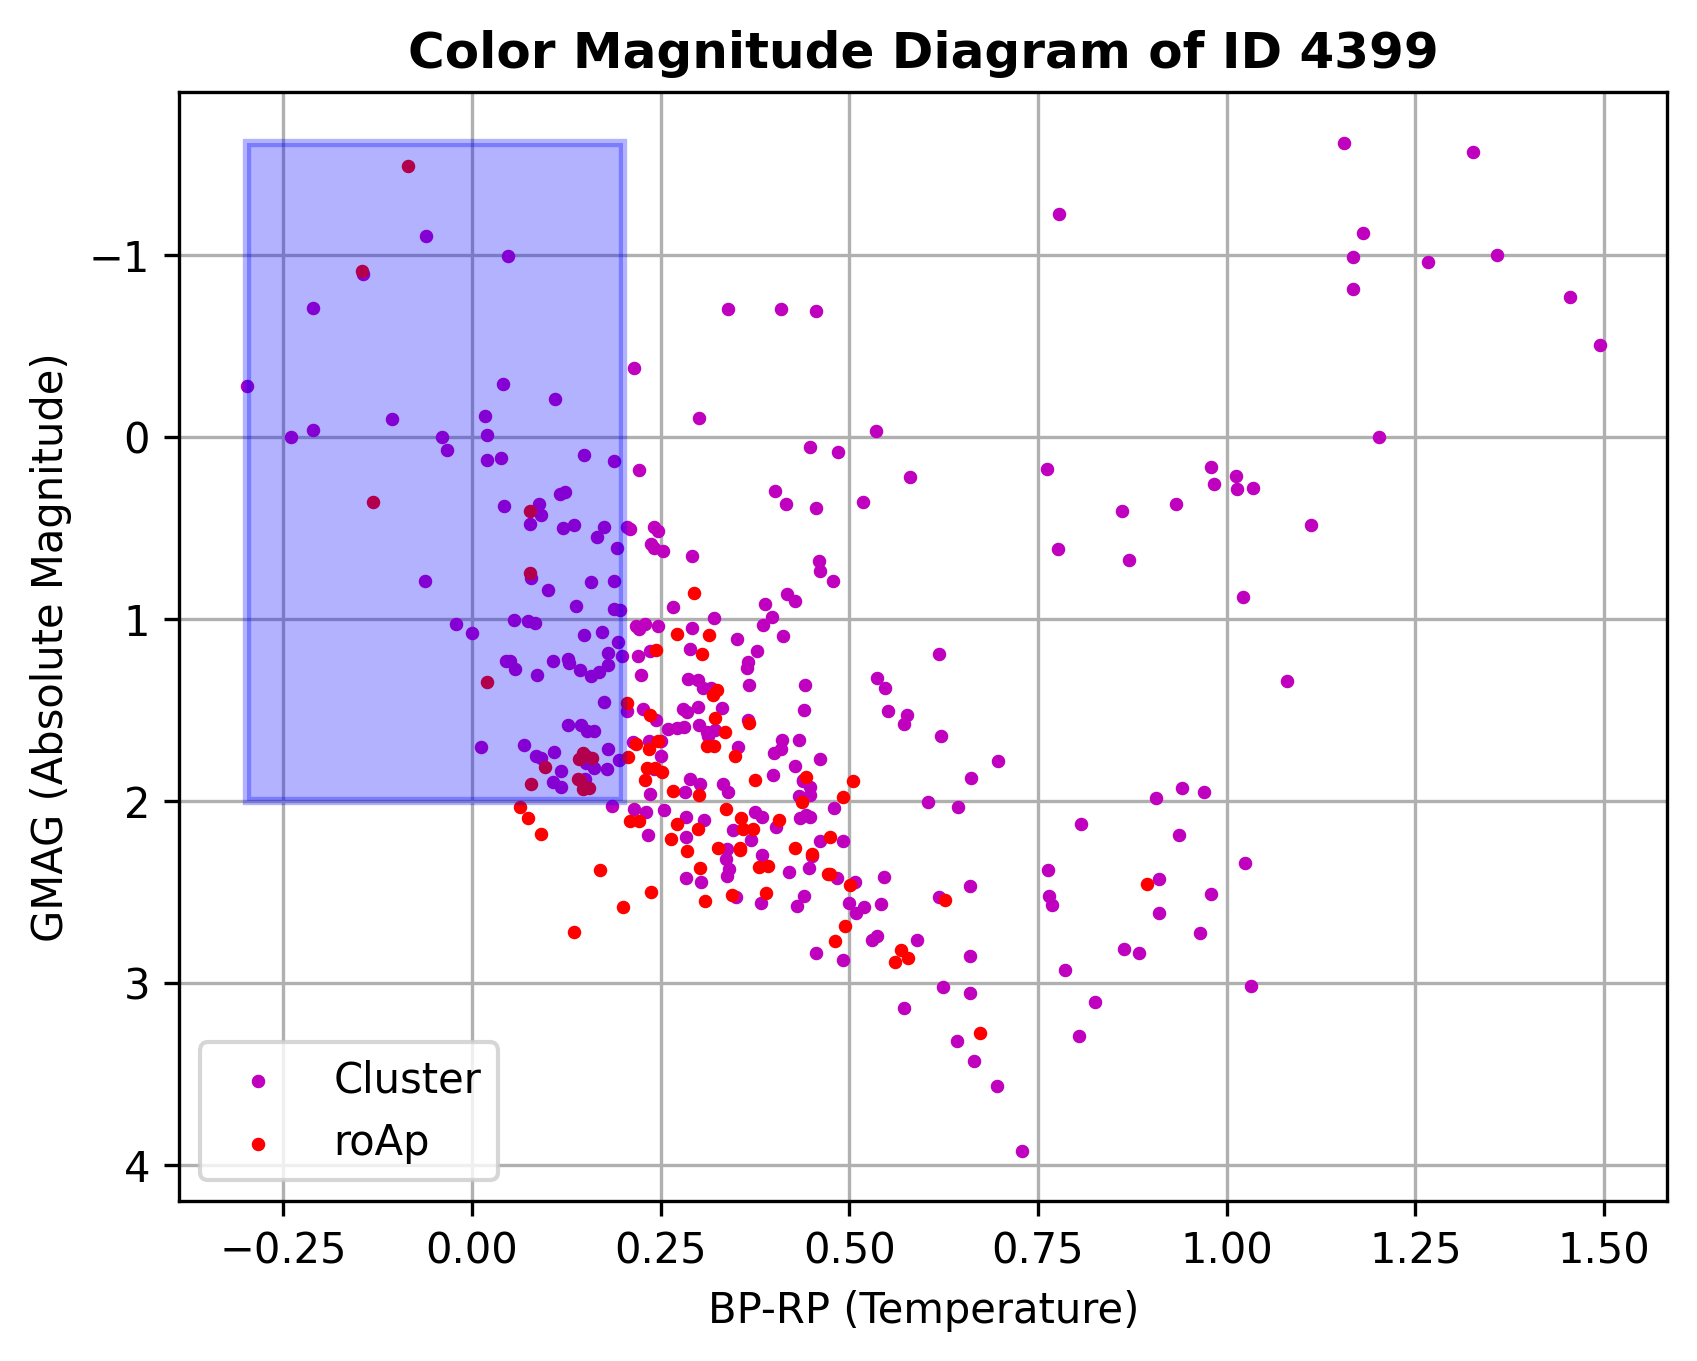 Color Magnitude Diagram of ID 4399
GMAG (Absolute Magnitude)
−1
0
1
2
3
4
Cluster
roAp
−0.25 0.00 0.25 0.50 0.75 1.00 1.25 1.50
BP-RP (Temperature)